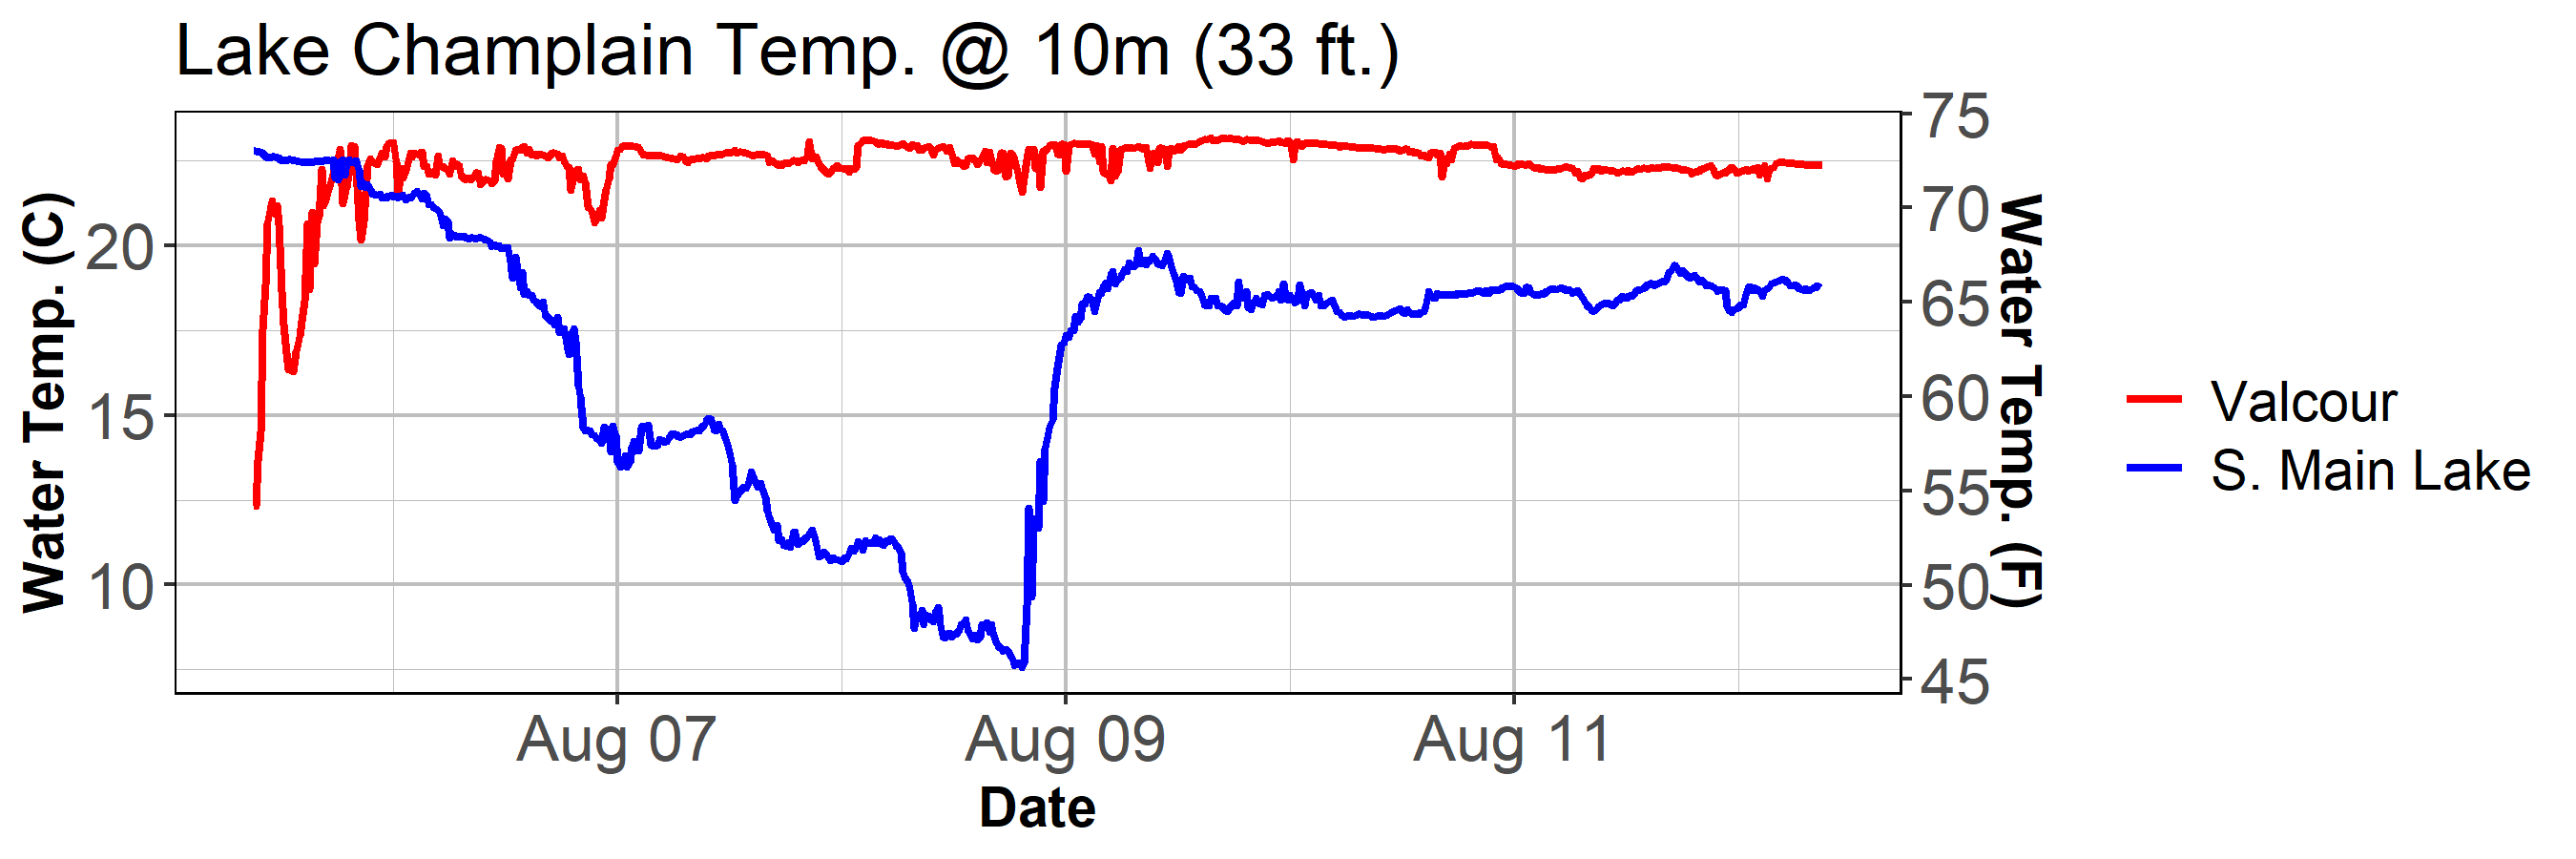 Lake Champlain Temp. @ 10m (33 ft.)
Water Temp. (C)
20
15
10
75
70
65
60
55
50
45
Water Temp. (F)
Aug 07
Aug 09
Aug 11
Date
Valcour
S. Main Lake